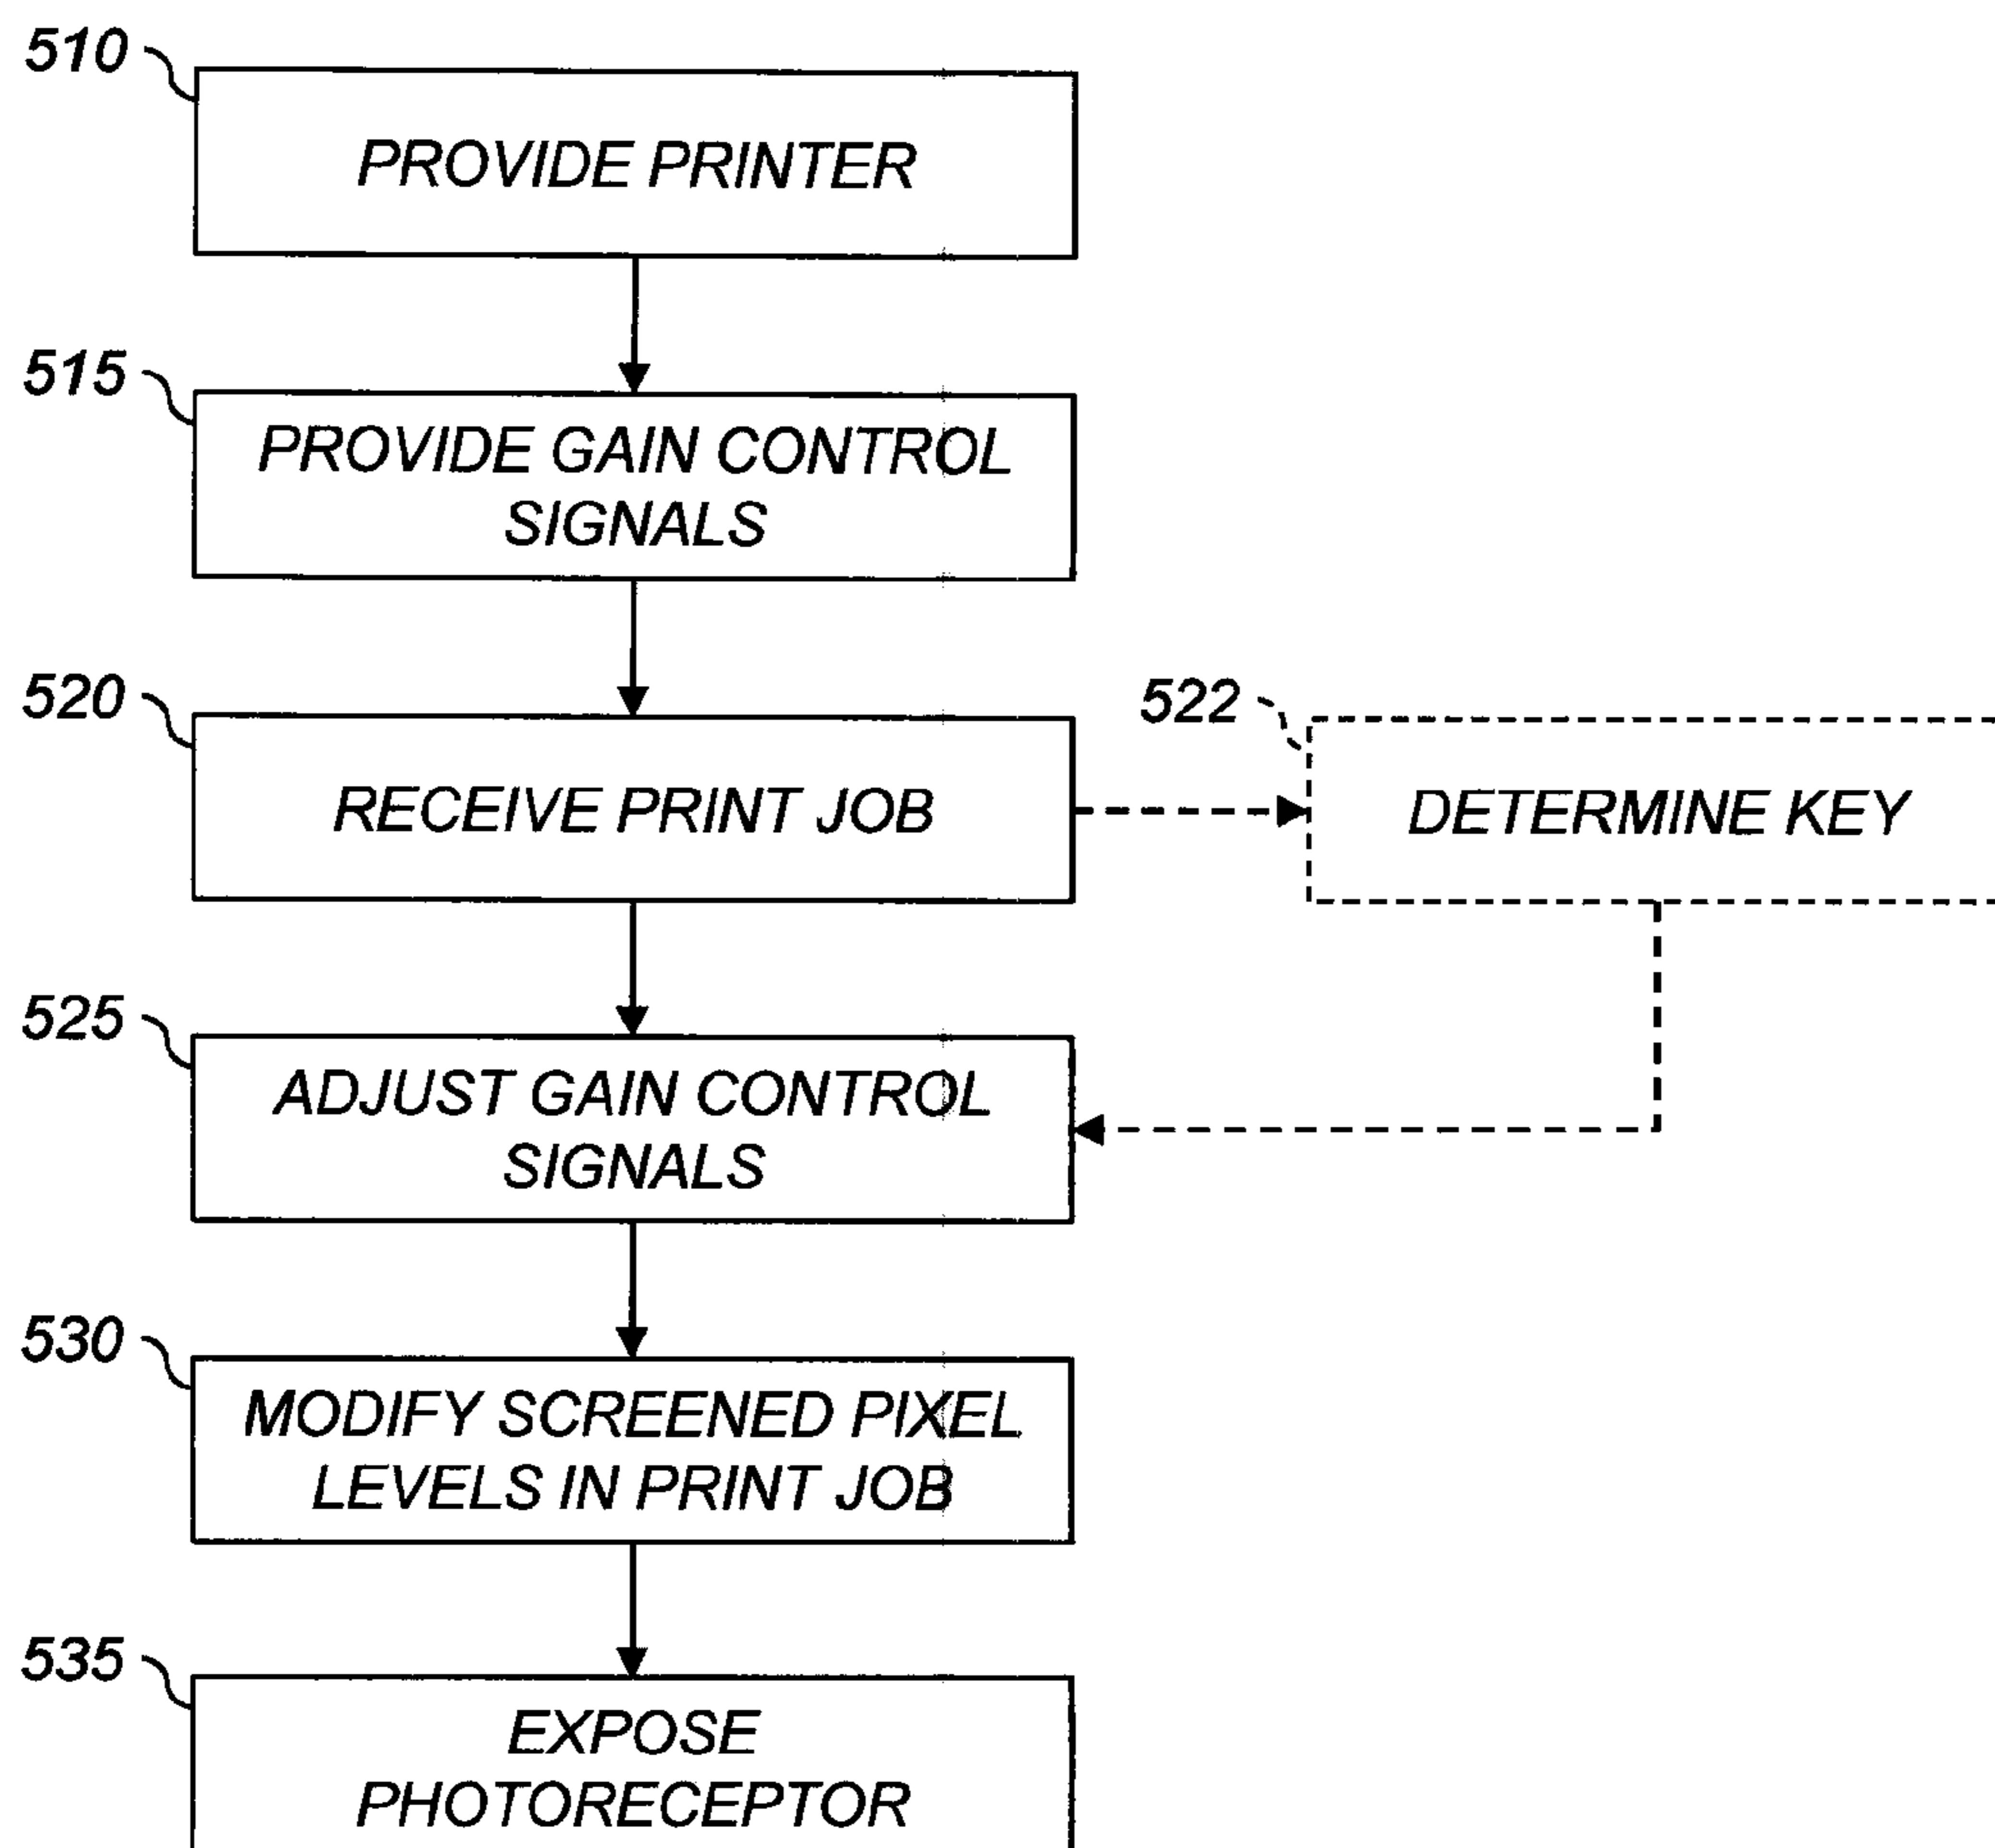 510
PROVIDE PRINTER
515
PROVIDE GAIN CONTROL
SIGNALS
520
RECEIVE PRINT JOB
522
DETERMINE KEY
525
ADJUST GAIN CONTROL
SIGNALS
530
MODIFY SCREENED PIXEL
LEVELS IN PRINT JOB
535
EXPOSE
PHOTORECEPTOR